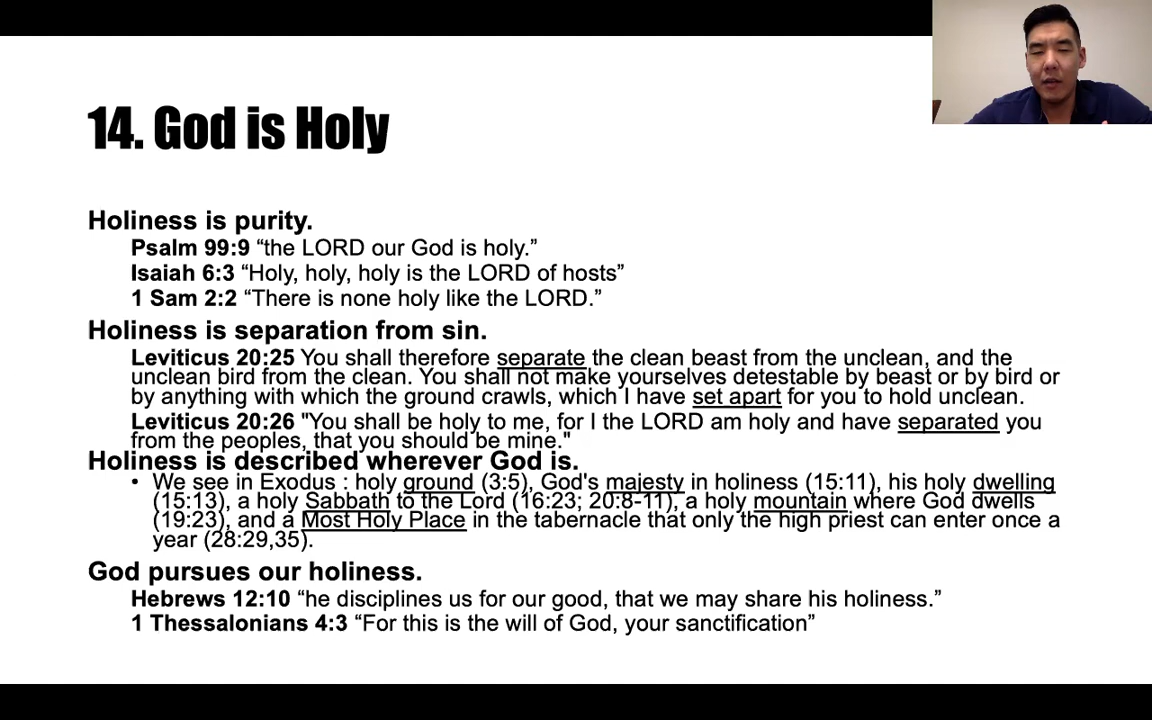 14. God is Holy
Holiness is purity.
Psalm 99:9 “the LORD our God is holy.”
Isaiah 6:3 “Holy, holy, holy is the LORD of hosts”
1 Sam 2:2 “There is none holy like the LORD.”
Holiness is separation from sin.
Leviticus 20:25 You shall therefore separate the clean beast from the unclean, and the
unclean bird from the clean. You shall not make yourselves detestable by beast or by bird or
by anything with which the ground crawls, which I have set apart for you to hold unclean.
Leviticus 20:26 "You shall be holy to me, for I the LORD am holy and have separated you
from the peoples, that you should be mine."
Holiness is described wherever God is.
• We see in Exodus : holy ground (3:5), God's majesty in holiness (15:11), his holy dwelling
(15:13), a holy Sabbath to the Lord (16:23; 20:8-11), a holy mountain where God dwells
(19:23), and a Most Holy Place in the tabernacle that only the high priest can enter once a
year (28:29,35).
God pursues our holiness.
Hebrews 12:10 “he disciplines us for our good, that we may share his holiness.”
1 Thessalonians 4:3 “For this is the will of God, your sanctification”